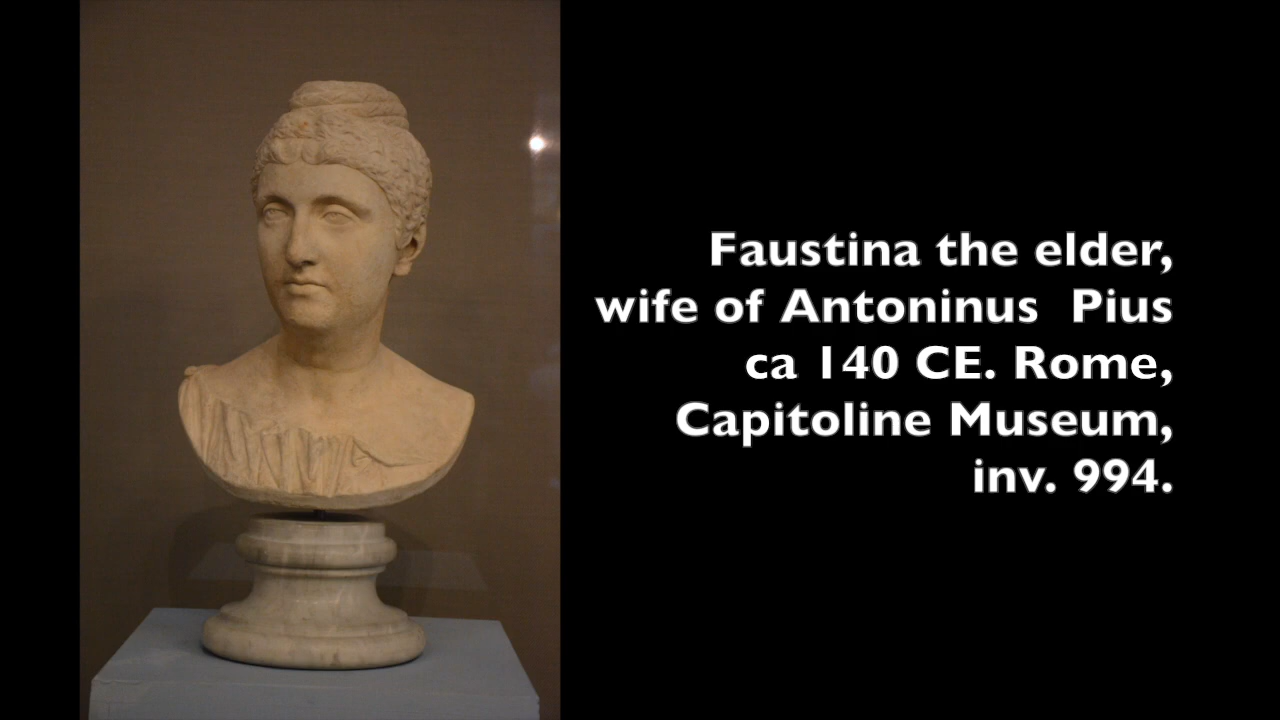 Faustina the elder,
wife of Antoninus  Pius
ca 140 CE. Rome,
Capitoline Museum,
inv. 994.